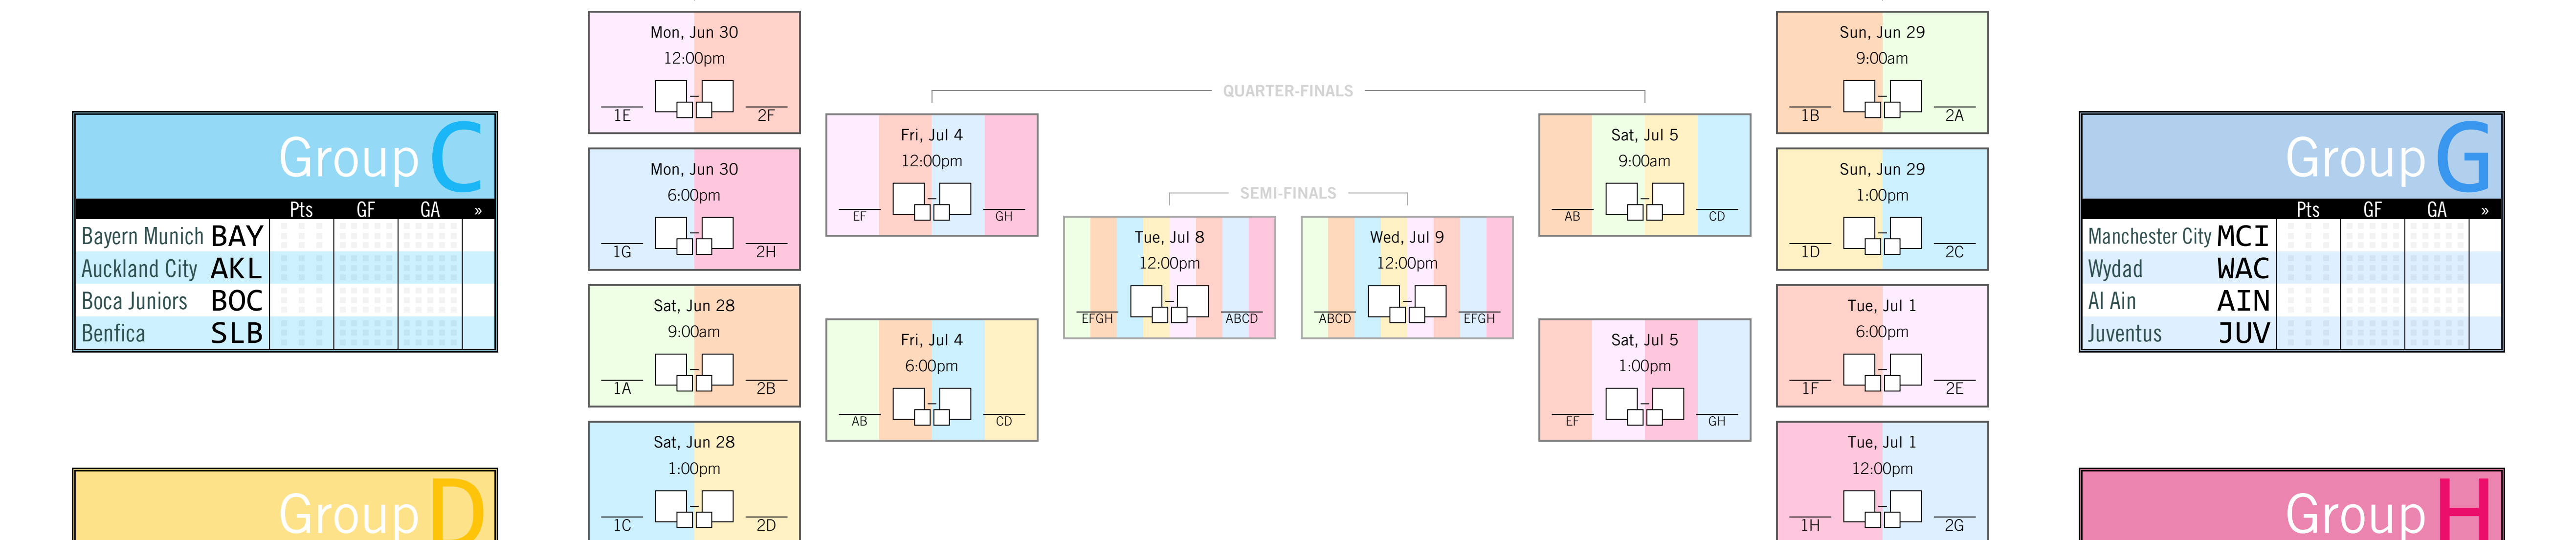 Group C
Pts GF GA »
Bayern Munich BAY
Auckland City AKL
Boca Juniors BOC
Benfica SLB
Group D
Mon, Jun 30
12:00pm
–
1E 2F
Mon, Jun 30
6:00pm
–
1G 2H
Sat, Jun 28
9:00am
–
1A 2B
Sat, Jun 28
1:00pm
–
1C 2D
QUARTER-FINALS
Fri, Jul 4
12:00pm
–
EF GH
Fri, Jul 4
6:00pm
–
AB CD
SEMI-FINALS
Tue, Jul 8
12:00pm
–
EFGH ABCD
Wed, Jul 9
12:00pm
–
ABCD EFGH
Sat, Jul 5
9:00am
–
AB CD
Sat, Jul 5
1:00pm
–
EF GH
Sun, Jun 29
9:00am
–
1B 2A
Sun, Jun 29
1:00pm
–
1D 2C
Tue, Jul 1
6:00pm
–
1F 2E
Tue, Jul 1
12:00pm
–
1H 2G
Group G
Pts GF GA »
Manchester City MCI
Wydad WAC
Al Ain AIN
Juventus JUV
Group H